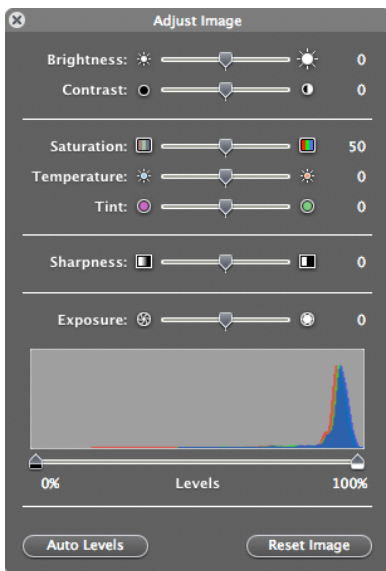 Adjust Image
Brightness: 0
Contrast: 0
Saturation: 50
Temperature: 0
Tint: 0
Sharpness: 0
Exposure: 0
0% Levels 100%
Auto Levels Reset Image